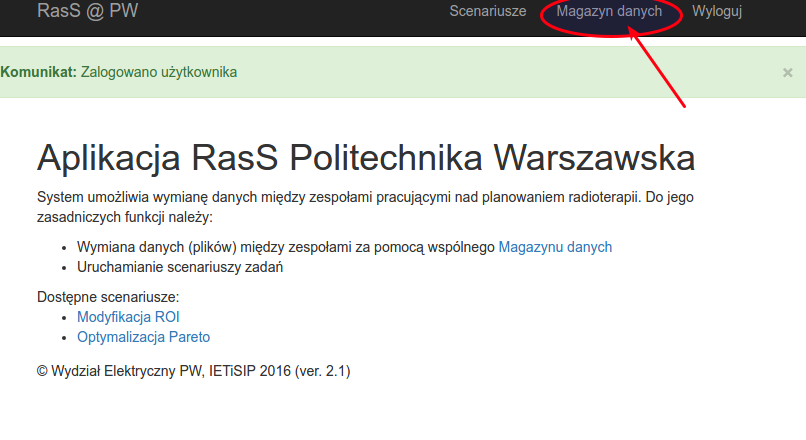 RasS @ PW Scenariusze Magazyn danych Wyloguj
Komunikat: Zalogowano użytkownika ×
Aplikacja RasS Politechnika Warszawska
System umożliwia wymianę danych między zespołami pracującymi nad planowaniem radioterapii. Do jego
zasadniczych funkcji należy:
• Wymiana danych (plików) między zespołami za pomocą wspólnego Magazynu danych
• Uruchamianie scenariuszy zadań
Dostępne scenariusze:
• Modyfikacja ROI
• Optymalizacja Pareto
© Wydział Elektryczny PW, IETiSIP 2016 (ver. 2.1)